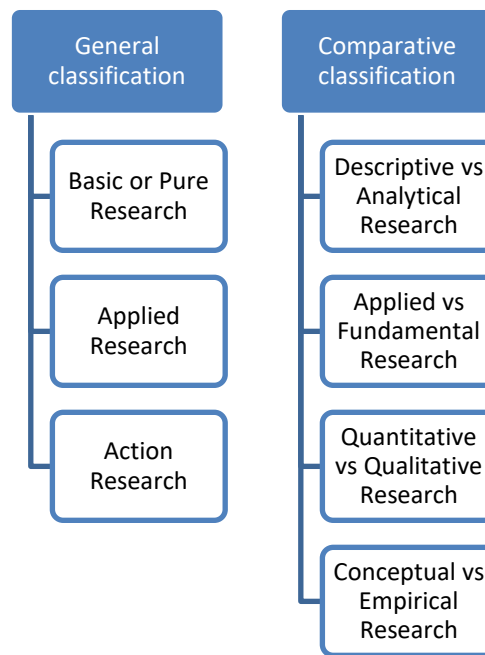 General
classification
Basic or Pure
Research
Applied
Research
Action
Research
Comparative
classification
Descriptive vs
Analytical
Research
Applied vs
Fundamental
Research
Quantitative
vs Qualitative
Research
Conceptual vs
Empirical
Research